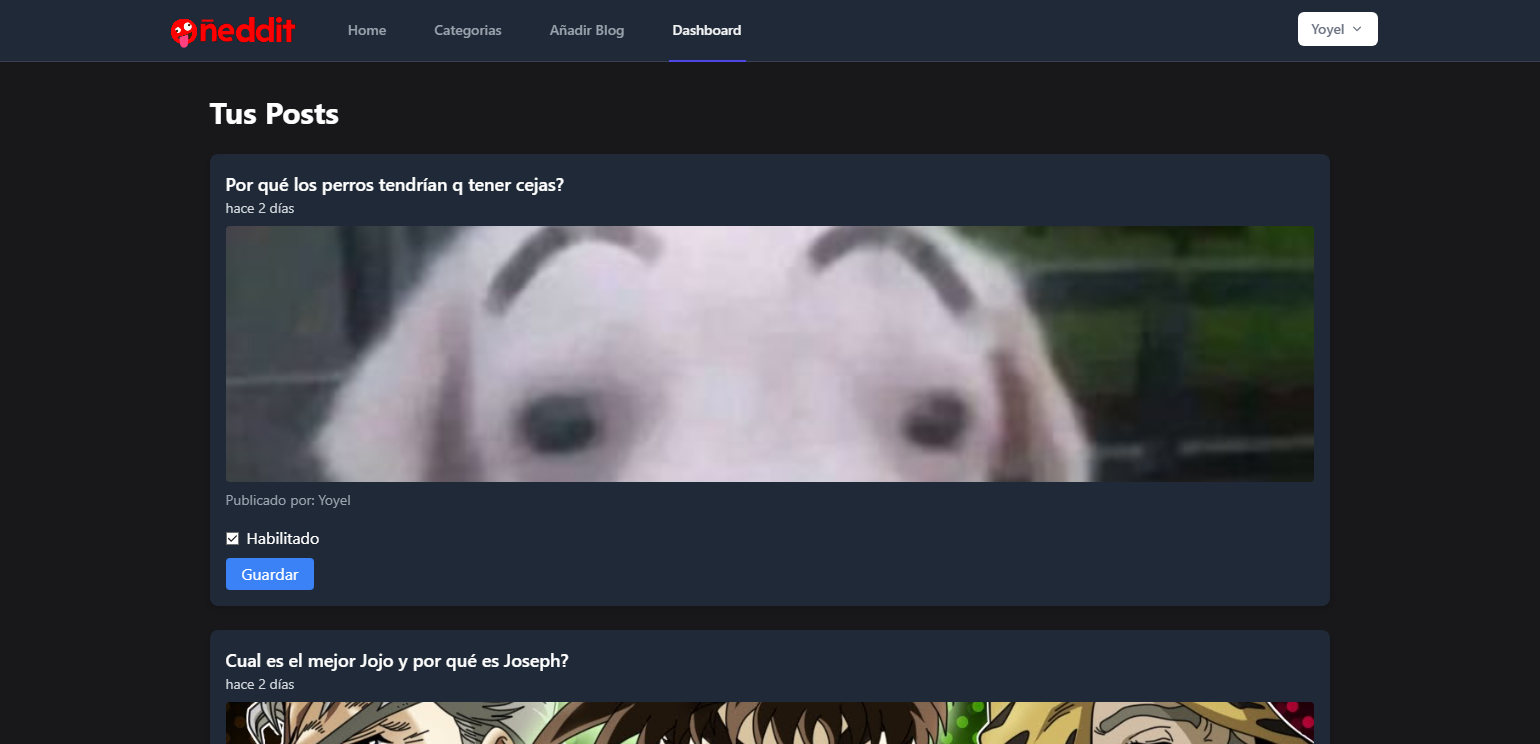 ñeddit
Home
Categorias
Añadir Blog
Dashboard
Yoyel
Tus Posts
Por qué los perros tendrían q tener cejas?
hace 2 días
Publicado por: Yoyel
Habilitado
Guardar
Cual es el mejor Jojo y por qué es Joseph?
hace 2 días